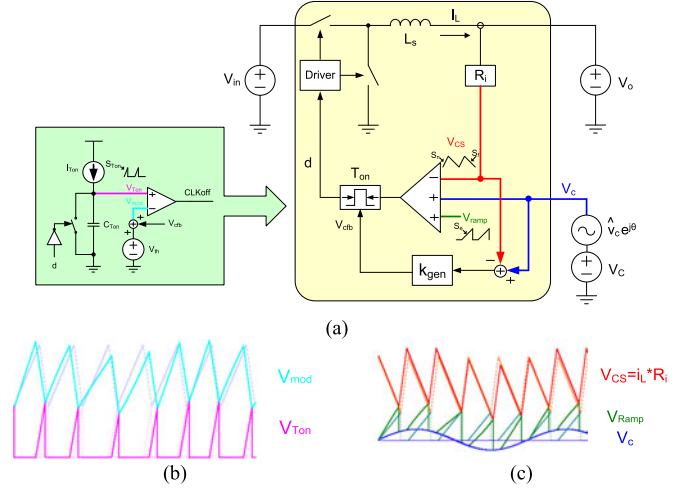 I_L
L_s
V_in
Driver
R_i
V_o
V_CS
S_n
S_f
I_Ton
S_Ton
V_Ton
CLKoff
V_mod
V_cfb
C_Ton
V_th
d
d
T_on
V_c
V_ramp
S_e
V_cfb
k_gen
v̂_c e^jθ
V_C
(a)
V_mod
V_Ton
(b)
V_CS=i_L*R_i
V_Ramp
V_c
(c)